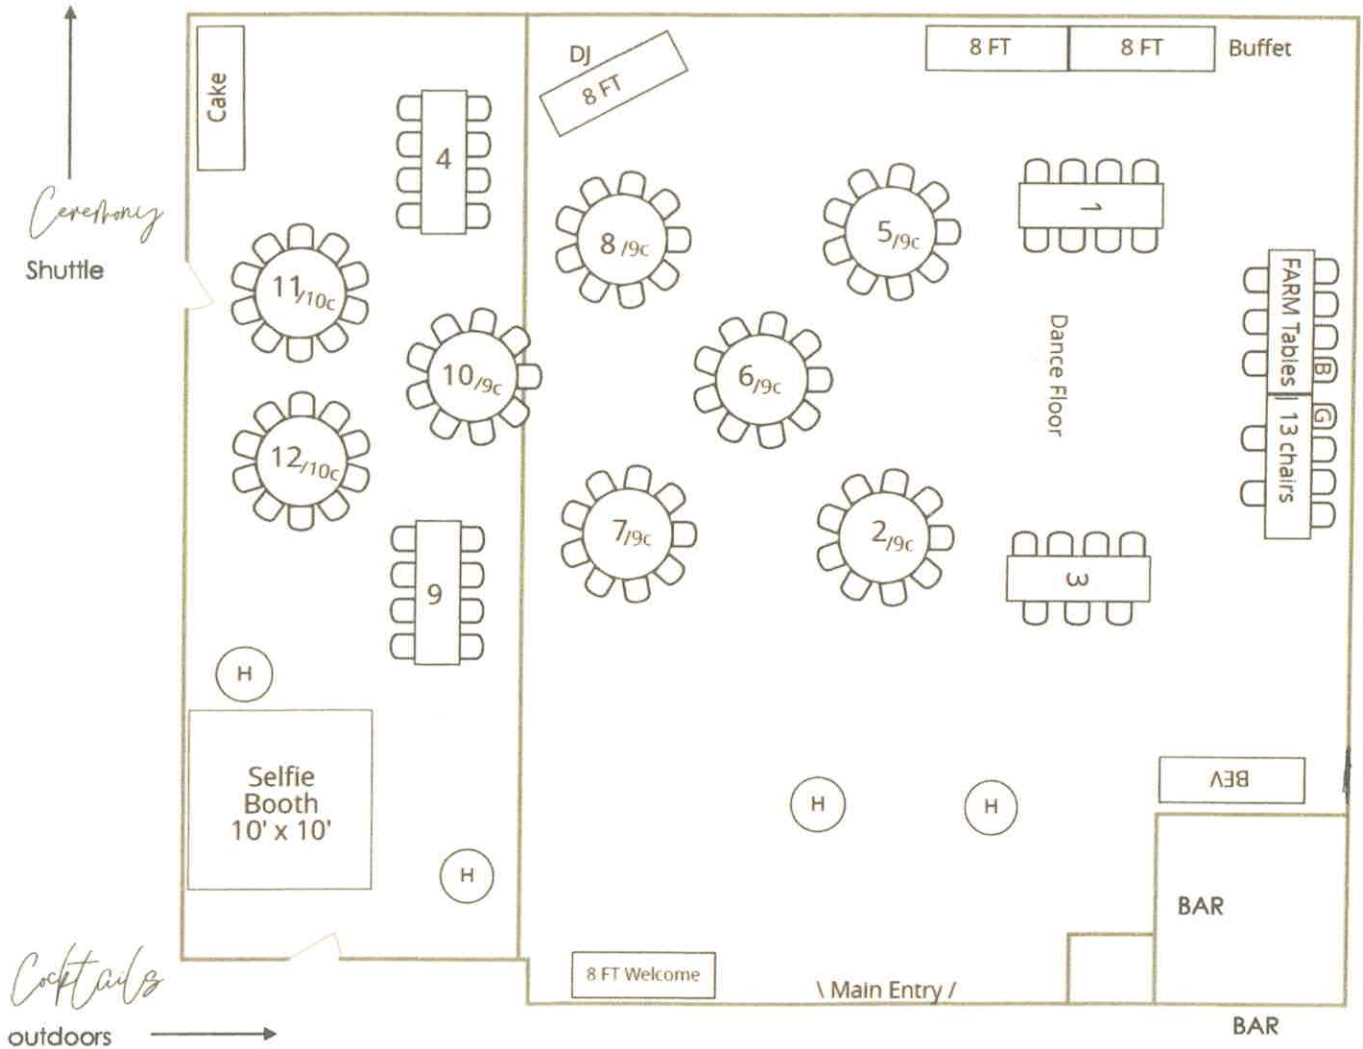 Cake
4
DJ
8 FT
8 FT
8 FT
Buffet
Ceremony
Shuttle
11/10c
8/9c
5/9c
1
10/9c
6/9c
Dance Floor
FARM Tables || 13 chairs
B
G
12/10c
7/9c
2/9c
3
9
H
Selfie
Booth
10' x 10'
H
H
H
BEV
BAR
Cocktails
outdoors
8 FT Welcome
\ Main Entry /
BAR